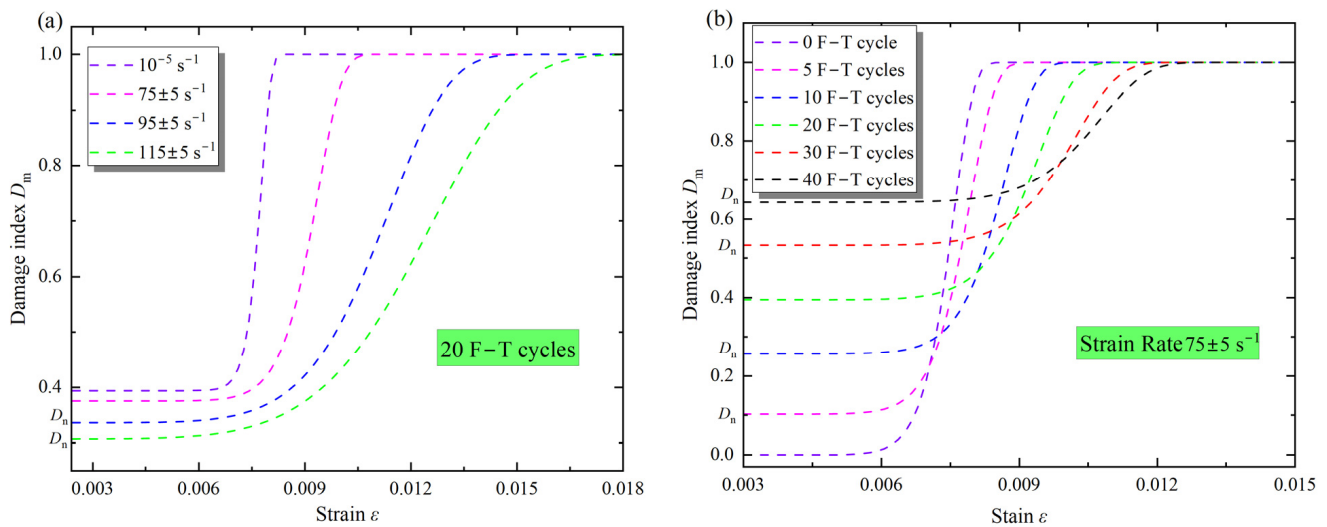 (a)
1.0
0.8
0.6
0.4
Damage index Dm
10⁻⁵ s⁻¹
75±5 s⁻¹
95±5 s⁻¹
115±5 s⁻¹
20 F−T cycles
Dn
Dn
0.003
0.006
0.009
0.012
0.015
0.018
Strain ε
(b)
1.0
0.8
0.6
0.4
0.2
0.0
Damage index Dm
0 F−T cycle
5 F−T cycles
10 F−T cycles
20 F−T cycles
30 F−T cycles
40 F−T cycles
Strain Rate 75±5 s⁻¹
Dn
Dn
Dn
Dn
0.003
0.006
0.009
0.012
0.015
Stain ε